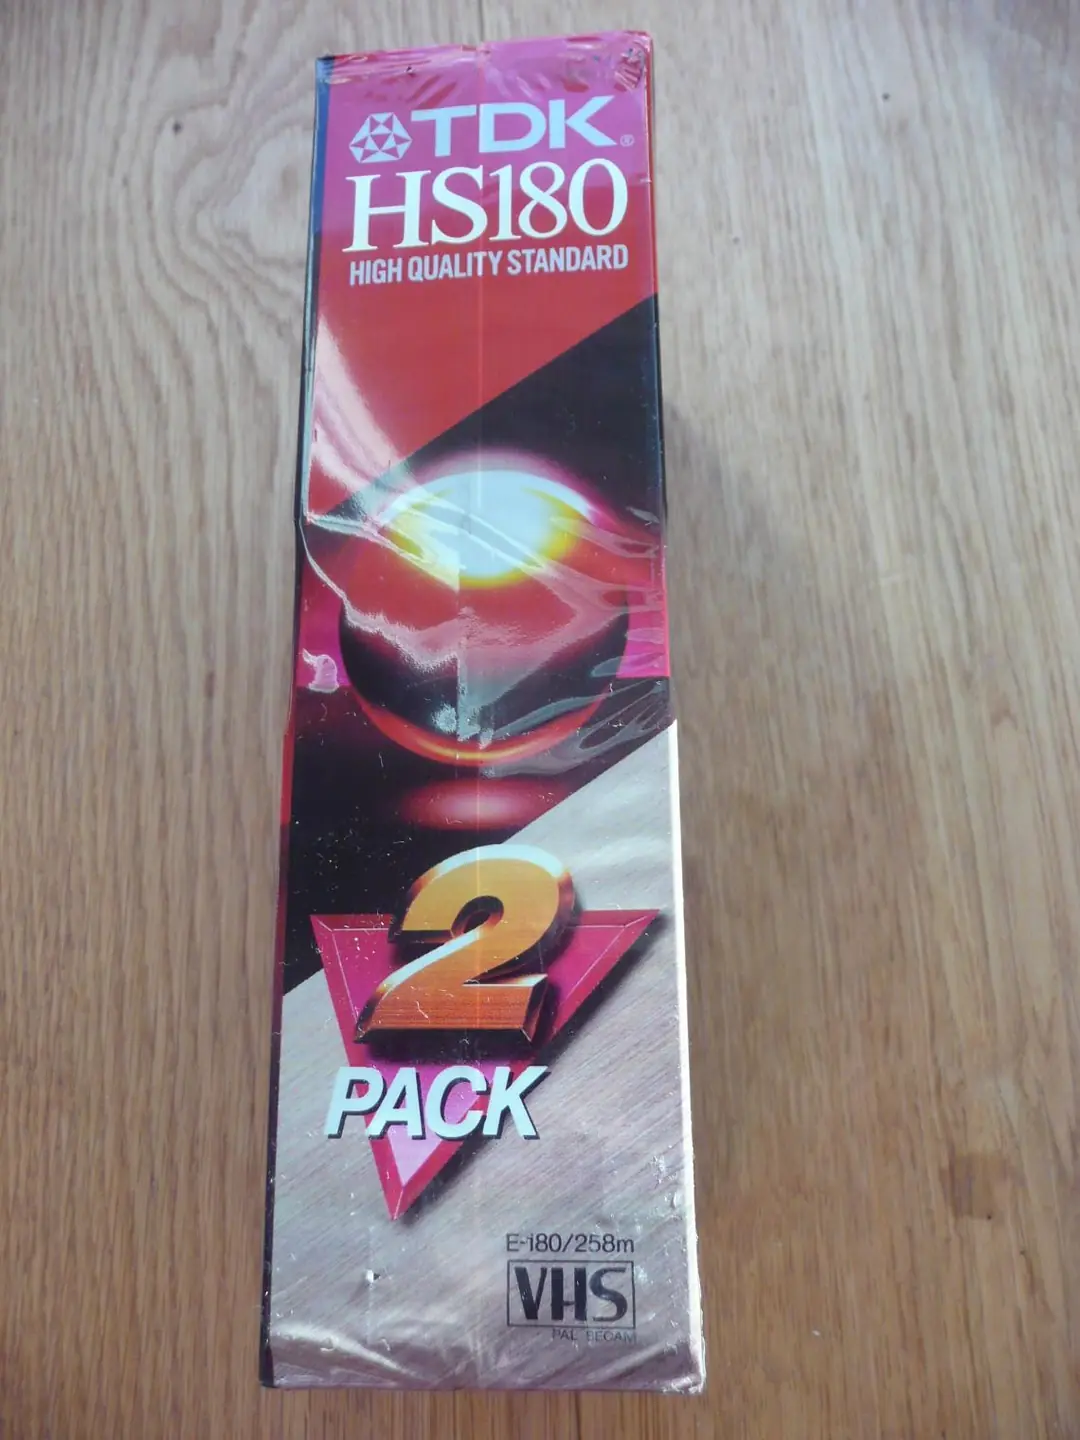 TDK®
HS180
HIGH QUALITY STANDARD
2
PACK
E-180/258m
VHS
PAL SECAM